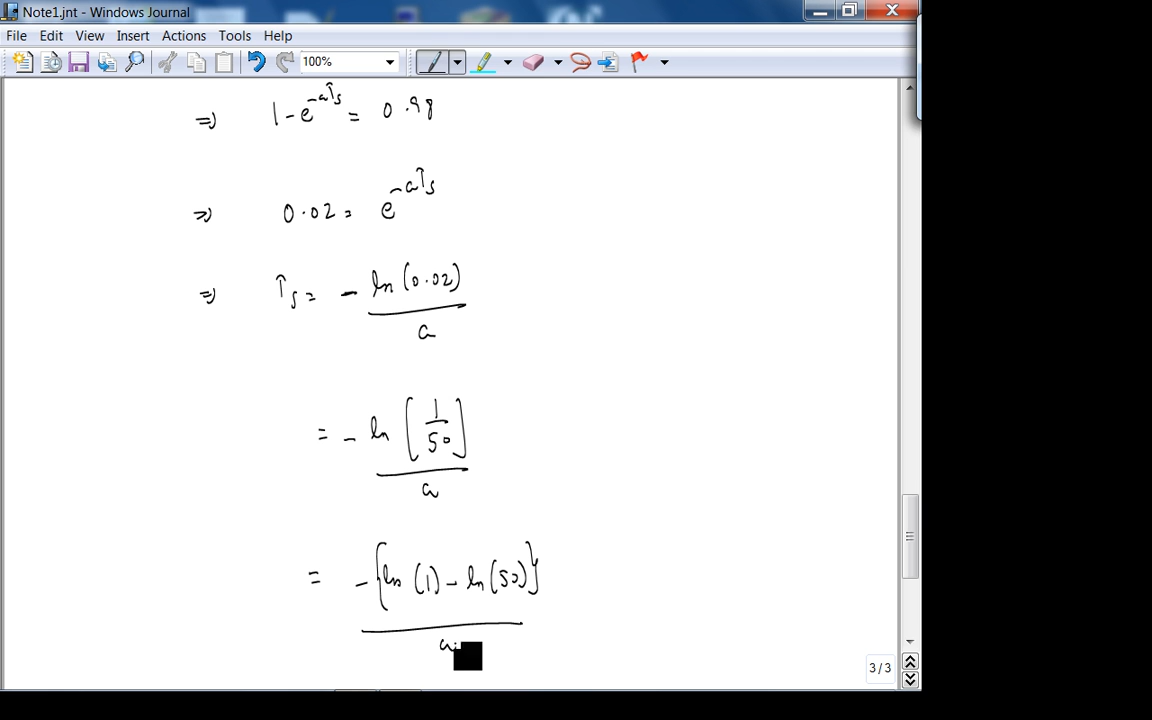 Note1.jnt - Windows Journal
File Edit View Insert Actions Tools Help
100%
⇒ 1 - e^{-aTs} = 0.98
⇒ 0.02 = e^{-aTs}
⇒ Ts = - ln(0.02) / a
= - ln [1/50] / a
= - {ln(1) - ln(50)} / a
3/3